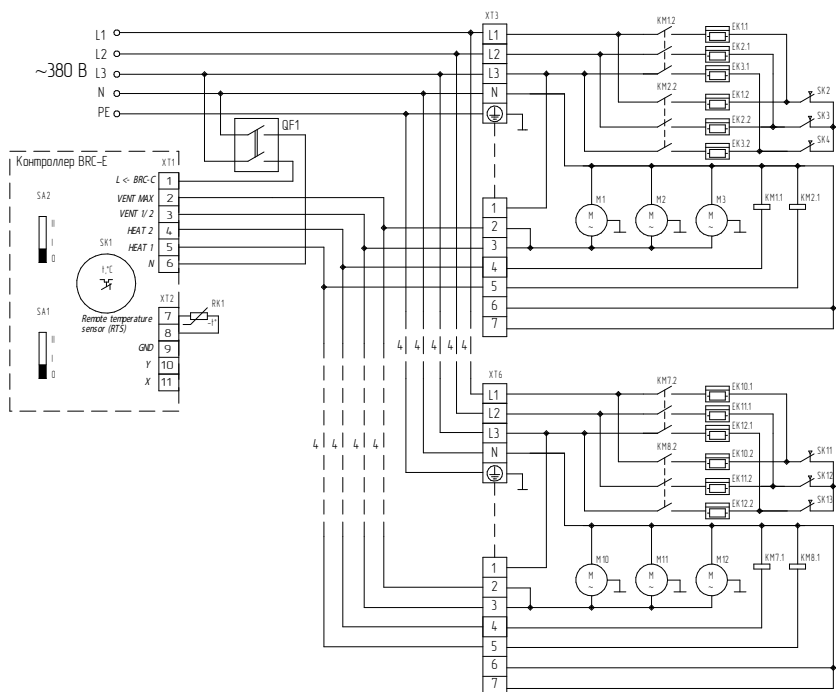 XT3
L1
L2
~380 В
L3
N
PE
QF1
L1
L2
L3
N
KM1.2
EK1.1
EK2.1
EK3.1
KM2.2
EK1.2
EK2.2
EK3.2
SK2
SK3
SK4
Контроллер BRC-E
XT1
SA2
II
I
0
L <- BRC-C
1
VENT MAX
2
VENT 1/2
3
HEAT 2
4
HEAT 1
5
N
6
SK1
t,°C
XT2
Remote temperature
sensor (RTS)
7
8
GND
9
Y
10
X
11
RK1
-t°
SA1
II
I
0
1
2
3
4
5
6
7
M1
M
~
M2
M
~
M3
M
~
KM1.1
KM2.1
4
4
4
4
4
4
4
4
4
XT6
L1
L2
L3
N
KM7.2
EK10.1
EK11.1
EK12.1
KM8.2
EK10.2
EK11.2
EK12.2
SK11
SK12
SK13
1
2
3
4
5
6
7
M10
M
~
M11
M
~
M12
M
~
KM7.1
KM8.1